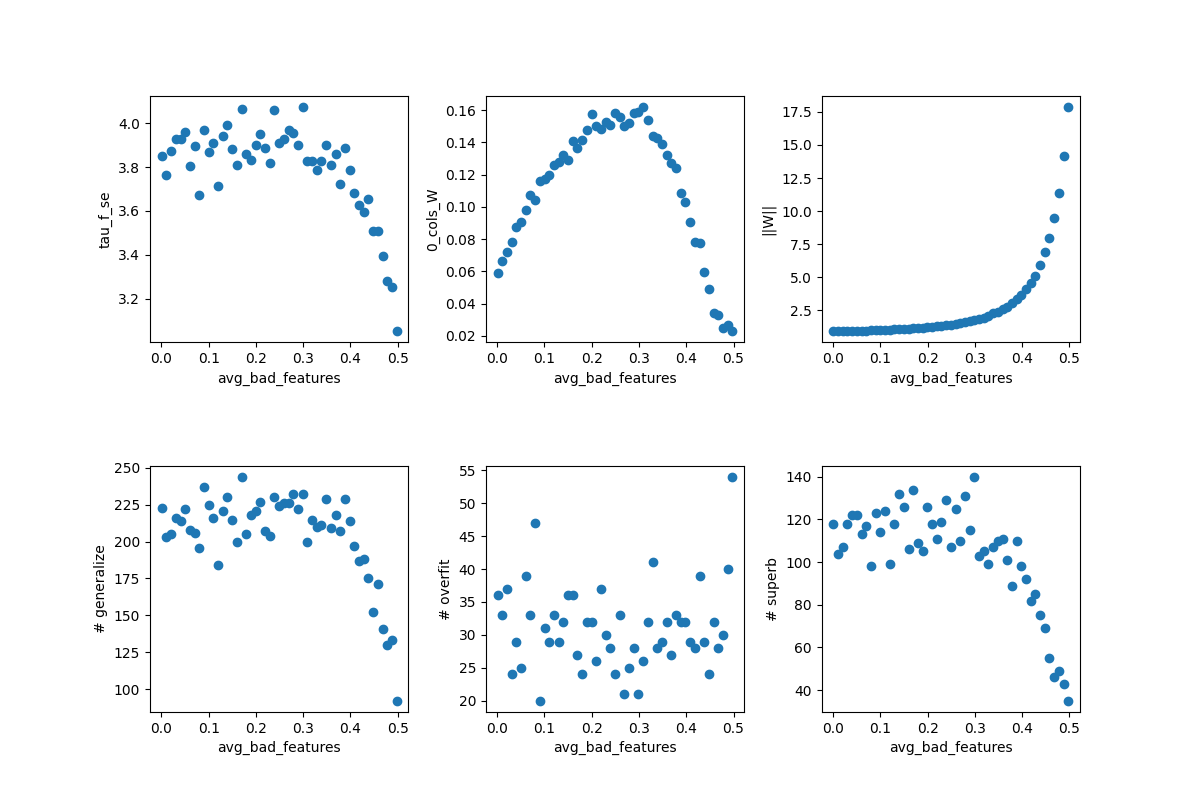 tau_f_se
4.0
3.8
3.6
3.4
3.2
0.0 0.1 0.2 0.3 0.4 0.5
avg_bad_features
0_cols_W
0.16
0.14
0.12
0.10
0.08
0.06
0.04
0.02
0.0 0.1 0.2 0.3 0.4 0.5
avg_bad_features
||W||
17.5
15.0
12.5
10.0
7.5
5.0
2.5
0.0 0.1 0.2 0.3 0.4 0.5
avg_bad_features
# generalize
250
225
200
175
150
125
100
0.0 0.1 0.2 0.3 0.4 0.5
avg_bad_features
# overfit
55
50
45
40
35
30
25
20
0.0 0.1 0.2 0.3 0.4 0.5
avg_bad_features
# superb
140
120
100
80
60
40
0.0 0.1 0.2 0.3 0.4 0.5
avg_bad_features